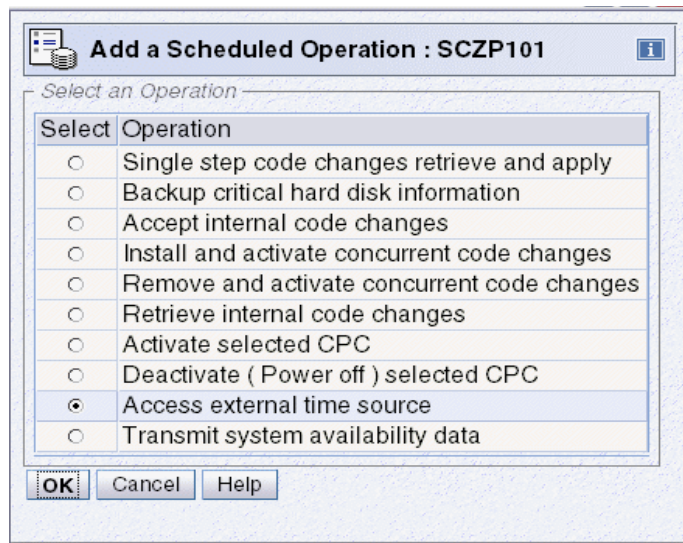 Add a Scheduled Operation : SCZP101
i
Select an Operation
Select Operation
Single step code changes retrieve and apply
Backup critical hard disk information
Accept internal code changes
Install and activate concurrent code changes
Remove and activate concurrent code changes
Retrieve internal code changes
Activate selected CPC
Deactivate ( Power off ) selected CPC
Access external time source
Transmit system availability data
OK Cancel Help